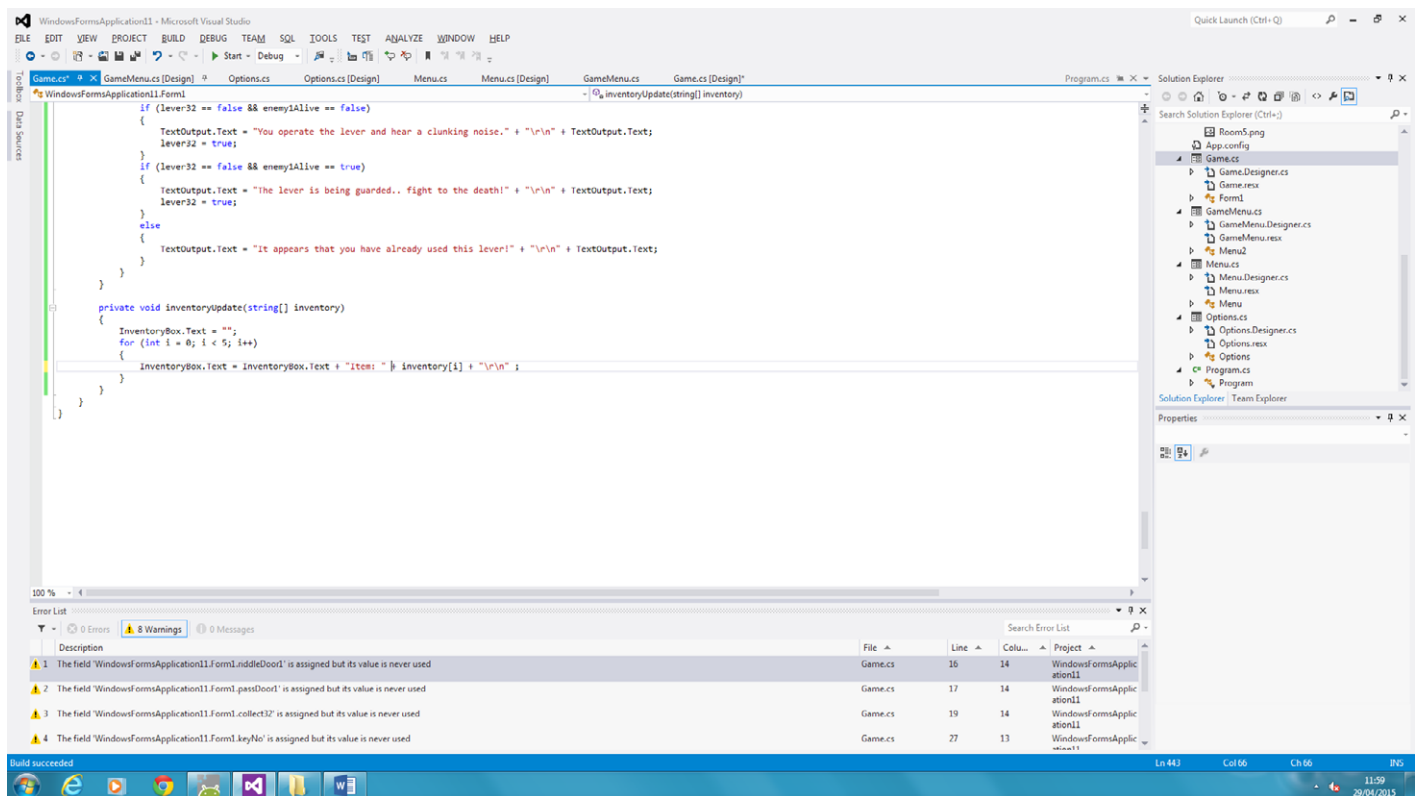 WindowsFormsApplication11 - Microsoft Visual Studio
Quick Launch (Ctrl+Q)
FILE EDIT VIEW PROJECT BUILD DEBUG TEAM SQL TOOLS TEST ANALYZE WINDOW HELP
Start - Debug
Toolbox
Data Sources
Game.cs* GameMenu.cs [Design] Options.cs Options.cs [Design] Menu.cs Menu.cs [Design] GameMenu.cs Game.cs [Design]* Program.cs
WindowsFormsApplication11.Form1 inventoryUpdate(string[] inventory)
if (lever32 == false && enemy1Alive == false)
{
TextOutput.Text = "You operate the lever and hear a clunking noise." + "\r\n" + TextOutput.Text;
lever32 = true;
}
if (lever32 == false && enemy1Alive == true)
{
TextOutput.Text = "The lever is being guarded.. fight to the death!" + "\r\n" + TextOutput.Text;
lever32 = true;
}
else
{
TextOutput.Text = "It appears that you have already used this lever!" + "\r\n" + TextOutput.Text;
}
}
}
private void inventoryUpdate(string[] inventory)
{
InventoryBox.Text = "";
for (int i = 0; i < 5; i++)
{
InventoryBox.Text = InventoryBox.Text + "Item: " + inventory[i] + "\r\n" ;
}
}
}
}
100 %
Solution Explorer
Search Solution Explorer (Ctrl+;)
Room5.png
App.config
Game.cs
Game.Designer.cs
Game.resx
Form1
GameMenu.cs
GameMenu.Designer.cs
GameMenu.resx
Menu2
Menu.cs
Menu.Designer.cs
Menu.resx
Menu
Options.cs
Options.Designer.cs
Options.resx
Options
C# Program.cs
Program
Solution Explorer Team Explorer
Properties
Error List
0 Errors 8 Warnings 0 Messages
Search Error List
Description File Line Colu... Project
1 The field 'WindowsFormsApplication11.Form1.riddleDoor1' is assigned but its value is never used Game.cs 16 14 WindowsFormsApplic
ation11
2 The field 'WindowsFormsApplication11.Form1.passDoor1' is assigned but its value is never used Game.cs 17 14 WindowsFormsApplic
ation11
3 The field 'WindowsFormsApplication11.Form1.collect32' is assigned but its value is never used Game.cs 19 14 WindowsFormsApplic
ation11
4 The field 'WindowsFormsApplication11.Form1.keyNo' is assigned but its value is never used Game.cs 27 13 WindowsFormsApplic
ation11
Build succeeded Ln 443 Col 66 Ch 66 INS
11:59
29/04/2015